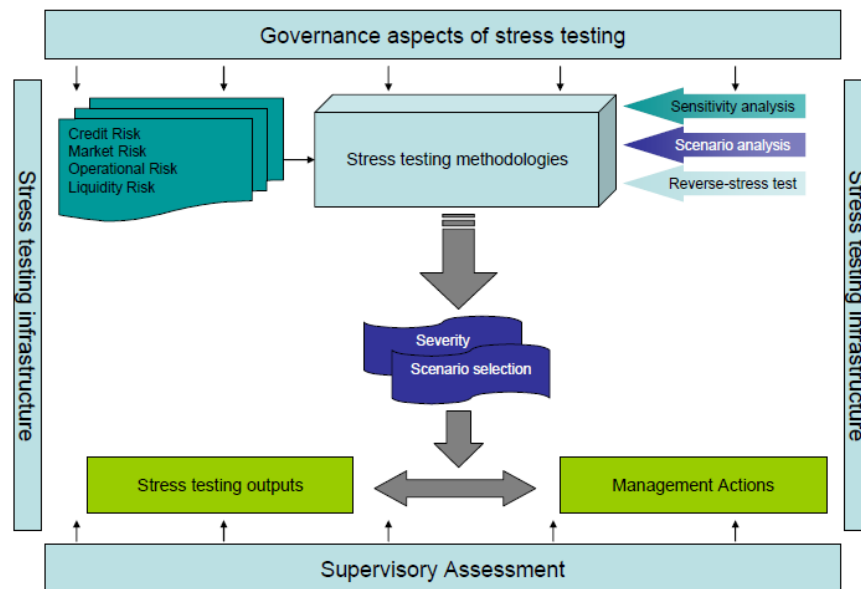 Governance aspects of stress testing
Stress testing infrastructure
Credit Risk
Market Risk
Operational Risk
Liquidity Risk
Stress testing methodologies
Sensitivity analysis
Scenario analysis
Reverse-stress test
Stress testing infrastructure
Severity
Scenario selection
Stress testing outputs
Management Actions
Supervisory Assessment